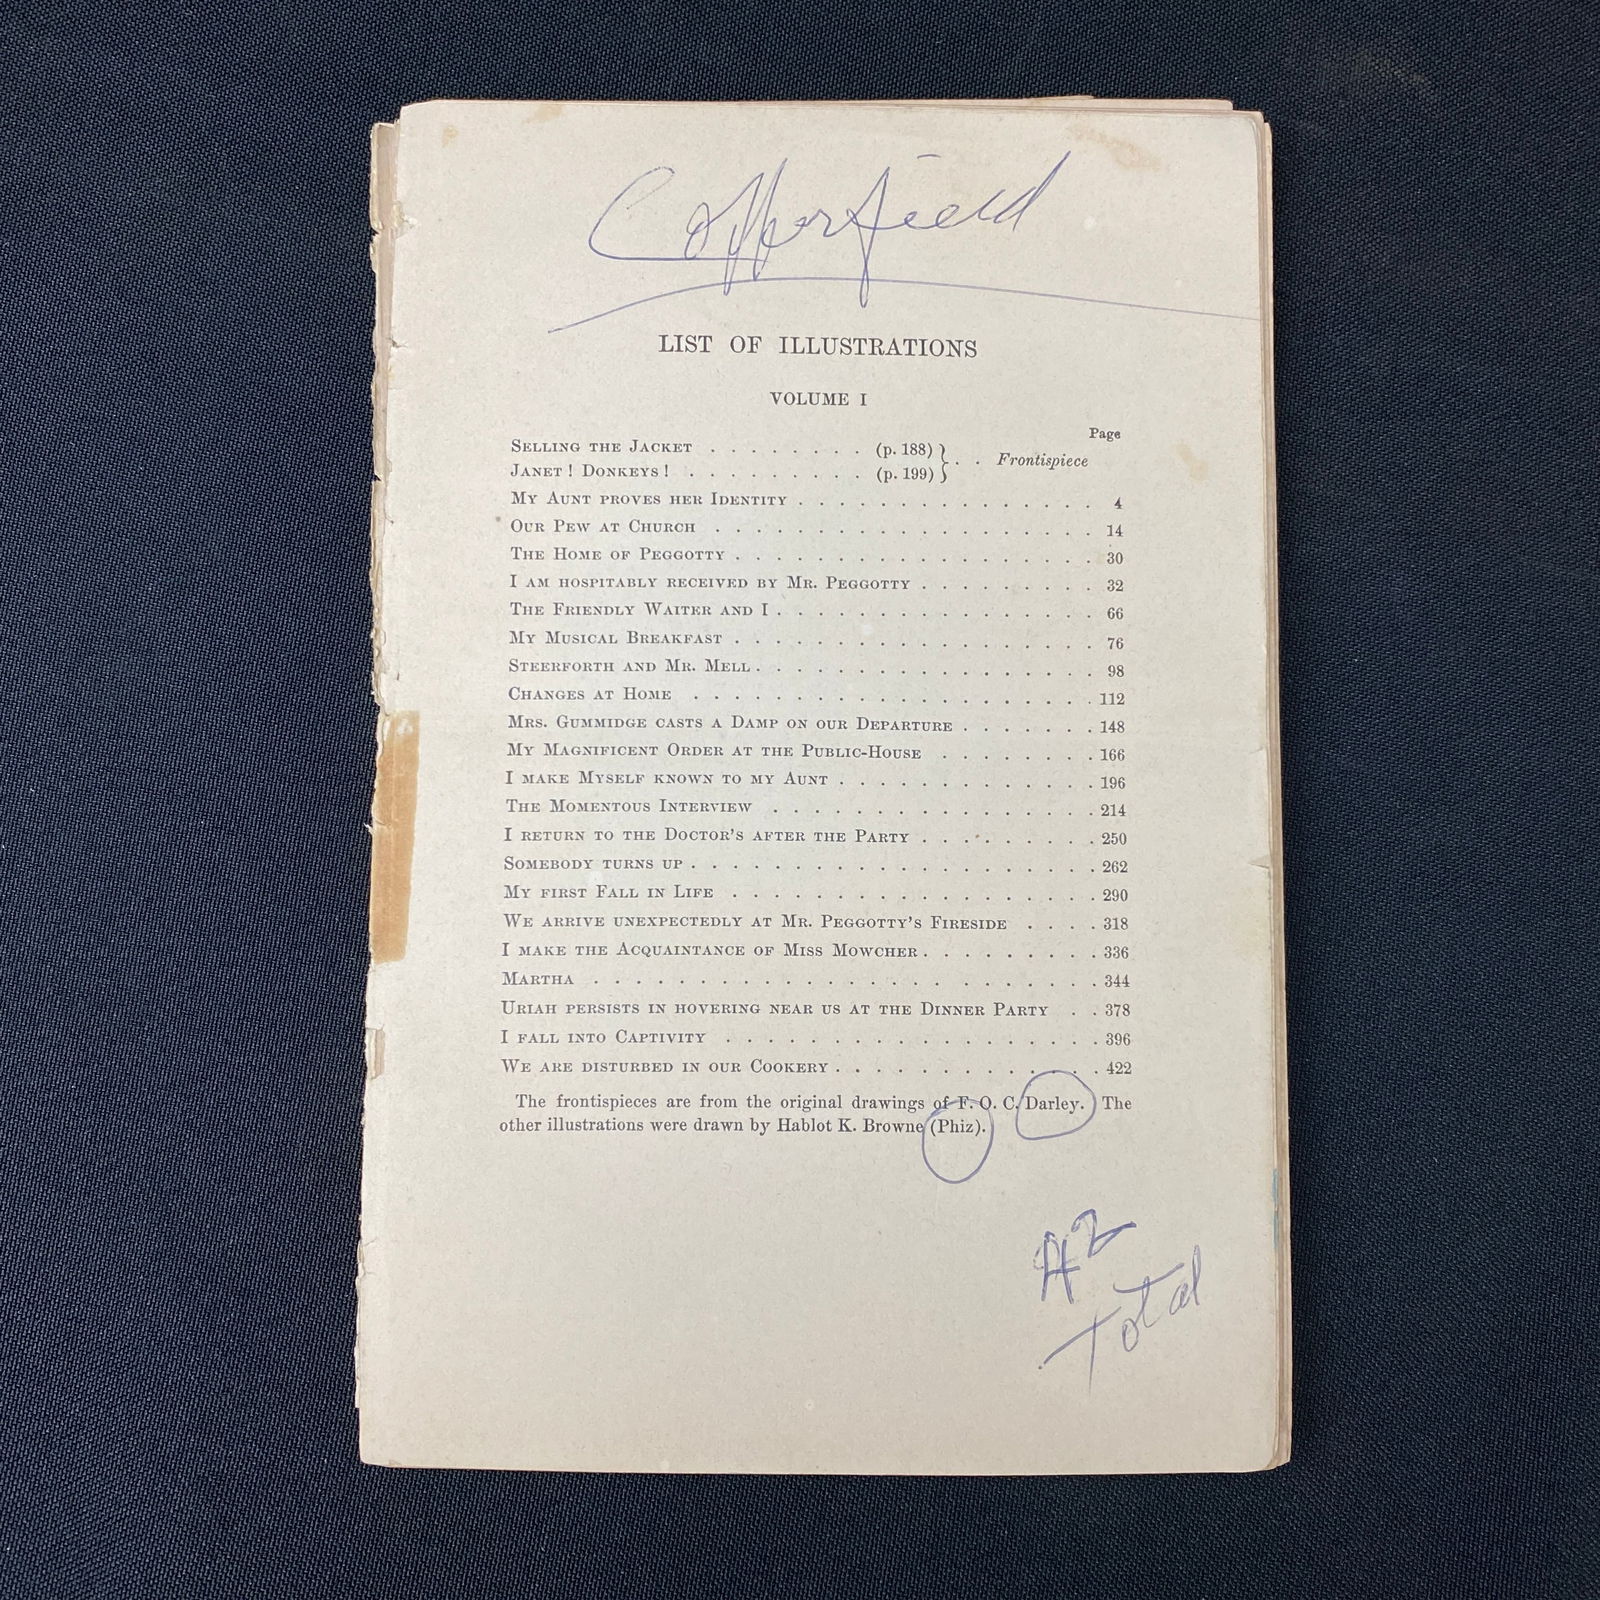 Copperfield
LIST OF ILLUSTRATIONS
VOLUME I
Page
SELLING THE JACKET . . . . . . . . (p. 188) } . . Frontispiece
JANET! DONKEYS! . . . . . . . . . (p. 199) }
MY AUNT PROVES HER IDENTITY . . . . . . . . . . . . . . . 4
OUR PEW AT CHURCH . . . . . . . . . . . . . . . . . . . 14
THE HOME OF PEGGOTTY . . . . . . . . . . . . . . . . . . 30
I AM HOSPITABLY RECEIVED BY MR. PEGGOTTY . . . . . . . . . 32
THE FRIENDLY WAITER AND I . . . . . . . . . . . . . . . . 66
MY MUSICAL BREAKFAST . . . . . . . . . . . . . . . . . . 76
STEERFORTH AND MR. MELL . . . . . . . . . . . . . . . . . 98
CHANGES AT HOME . . . . . . . . . . . . . . . . . . . . 112
MRS. GUMMIDGE CASTS A DAMP ON OUR DEPARTURE . . . . . . . 148
MY MAGNIFICENT ORDER AT THE PUBLIC-HOUSE . . . . . . . . 166
I MAKE MYSELF KNOWN TO MY AUNT . . . . . . . . . . . . . 196
THE MOMENTOUS INTERVIEW . . . . . . . . . . . . . . . . 214
I RETURN TO THE DOCTOR'S AFTER THE PARTY . . . . . . . . . 250
SOMEBODY TURNS UP . . . . . . . . . . . . . . . . . . . . 262
MY FIRST FALL IN LIFE . . . . . . . . . . . . . . . . . . 290
WE ARRIVE UNEXPECTEDLY AT MR. PEGGOTTY'S FIRESIDE . . . . 318
I MAKE THE ACQUAINTANCE OF MISS MOWCHER . . . . . . . . . 336
MARTHA . . . . . . . . . . . . . . . . . . . . . . . . . 344
URIAH PERSISTS IN HOVERING NEAR US AT THE DINNER PARTY . . 378
I FALL INTO CAPTIVITY . . . . . . . . . . . . . . . . . . 396
WE ARE DISTURBED IN OUR COOKERY . . . . . . . . . . . . . 422
The frontispieces are from the original drawings of F. O. C. Darley. The
other illustrations were drawn by Hablot K. Browne (Phiz).
Total